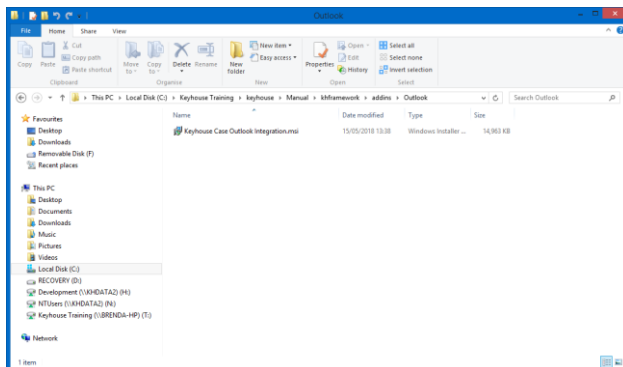 Outlook
File Home Share View
Copy
Paste
Cut
Copy path
Paste shortcut
Move to
Copy to
Delete
Rename
New folder
New item
Easy access
Properties
Open
Edit
History
Select all
Select none
Invert selection
Clipboard Organise New Open Select
This PC Local Disk (C:) Keyhouse Training keyhouse Manual khframework addins Outlook
Search Outlook
Name Date modified Type Size
Keyhouse Case Outlook Integration.msi 15/05/2018 13:38 Windows Installer ... 14,963 KB
Favourites
Desktop
Downloads
Removable Disk (F)
Recent places
This PC
Desktop
Documents
Downloads
Music
Pictures
Videos
Local Disk (C:)
RECOVERY (D:)
Development (\\KHDATA2) (H:)
NTUsers (\\KHDATA2) (N:)
Keyhouse Training (\\BRENDA-HP) (T:)
Network
1 item